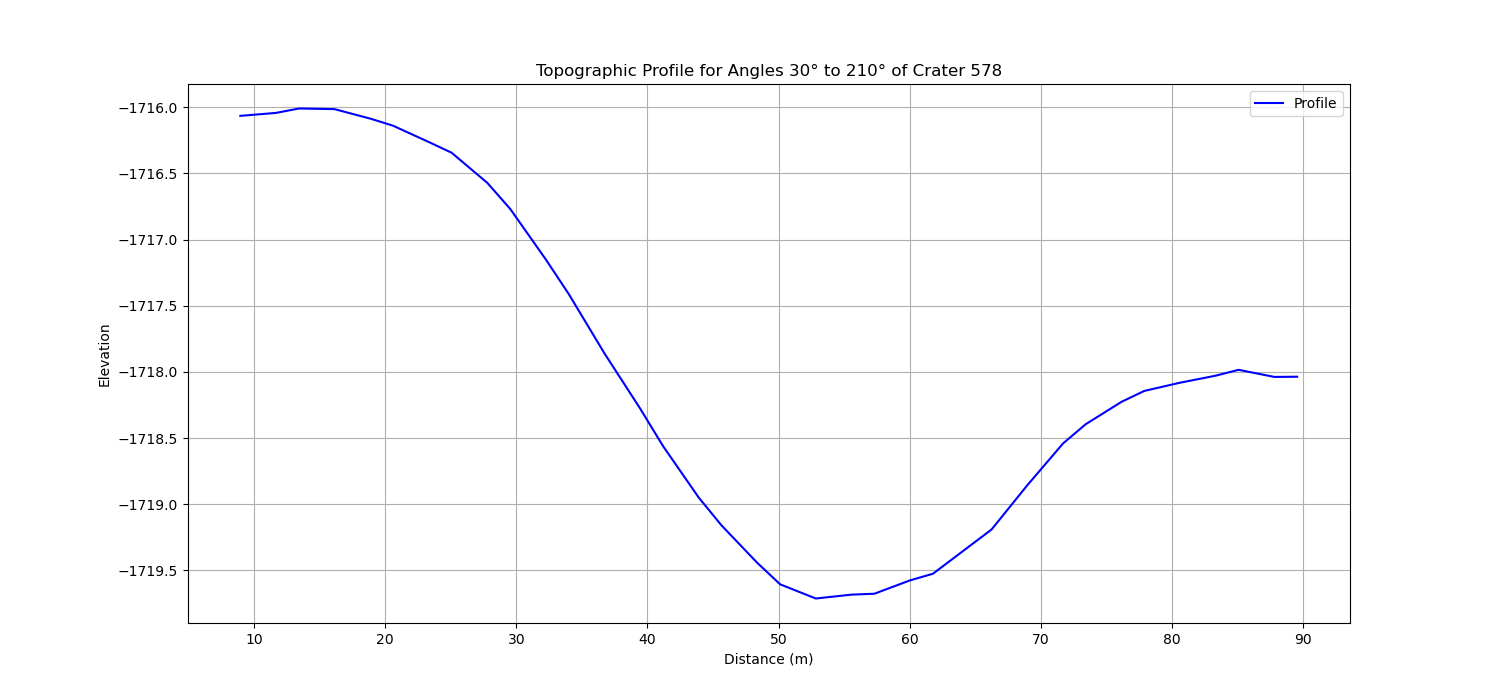 Topographic Profile for Angles 30° to 210° of Crater 578
Profile
−1716.0
−1716.5
−1717.0
−1717.5
−1718.0
−1718.5
−1719.0
−1719.5
Elevation
10 20 30 40 50 60 70 80 90
Distance (m)